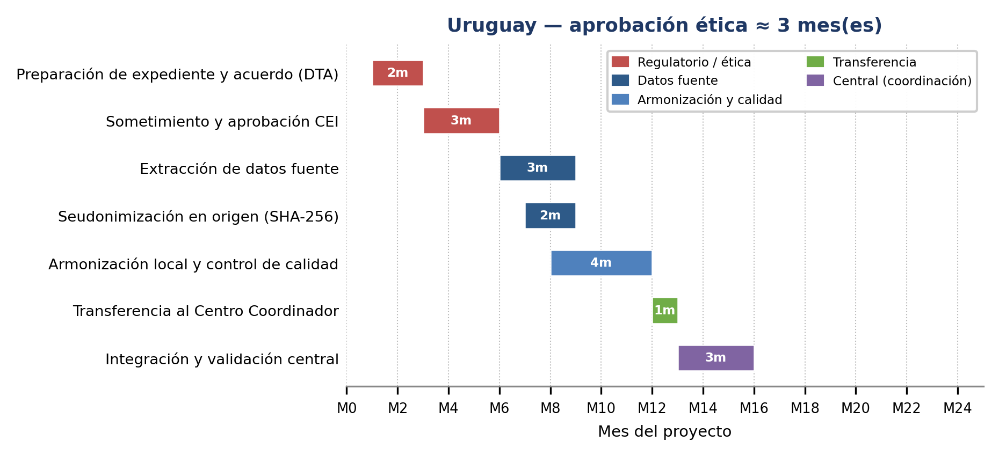 Uruguay — aprobación ética ≈ 3 mes(es)
Regulatorio / ética
Datos fuente
Armonización y calidad
Transferencia
Central (coordinación)
Preparación de expediente y acuerdo (DTA)
2m
Sometimiento y aprobación CEI
3m
Extracción de datos fuente
3m
Seudonimización en origen (SHA-256)
2m
Armonización local y control de calidad
4m
Transferencia al Centro Coordinador
1m
Integración y validación central
3m
M0 M2 M4 M6 M8 M10 M12 M14 M16 M18 M20 M22 M24
Mes del proyecto